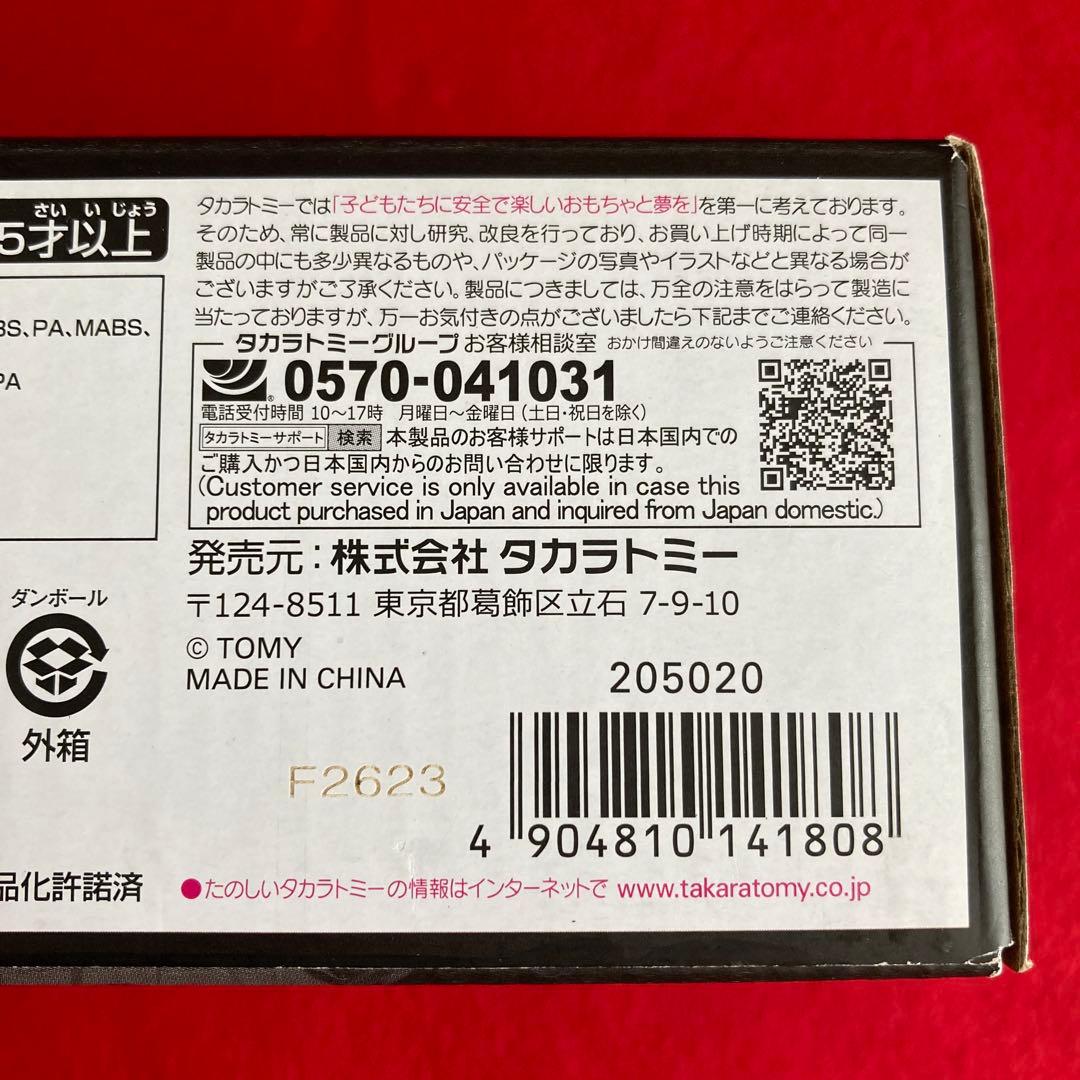 さい い じょう
5才以上
BS、PA、MABS、
PA
ダンボール
外箱
品化許諾済
タカラトミーでは「子どもたちに安全で楽しいおもちゃと夢を」を第一に考えております。
そのため、常に製品に対し研究、改良を行っており、お買い上げ時期によって同一
製品の中にも多少異なるものや、パッケージの写真やイラストなどと異なる場合が
ございますがご了承ください。製品につきましては、万全の注意をはらって製造に
当たっておりますが、万一お気付きの点がございましたら下記までご連絡ください。
タカラトミーグループ お客様相談室 おかけ間違えのないようご注意ください
0570-041031
電話受付時間 10〜17時 月曜日〜金曜日（土日・祝日を除く）
タカラトミーサポート 検索 本製品のお客様サポートは日本国内での
ご購入かつ日本国内からのお問い合わせに限ります。
(Customer service is only available in case this
product purchased in Japan and inquired from Japan domestic.)
発売元：株式会社 タカラトミー
〒124-8511 東京都葛飾区立石 7-9-10
© TOMY
MADE IN CHINA
205020
F2623
4 904810 141808
●たのしいタカラトミーの情報はインターネットで www.takaratomy.co.jp